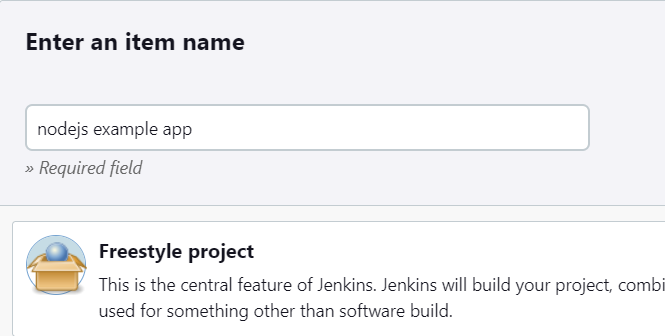 Enter an item name
nodejs example app
» Required field
Freestyle project
This is the central feature of Jenkins. Jenkins will build your project, combi
used for something other than software build.